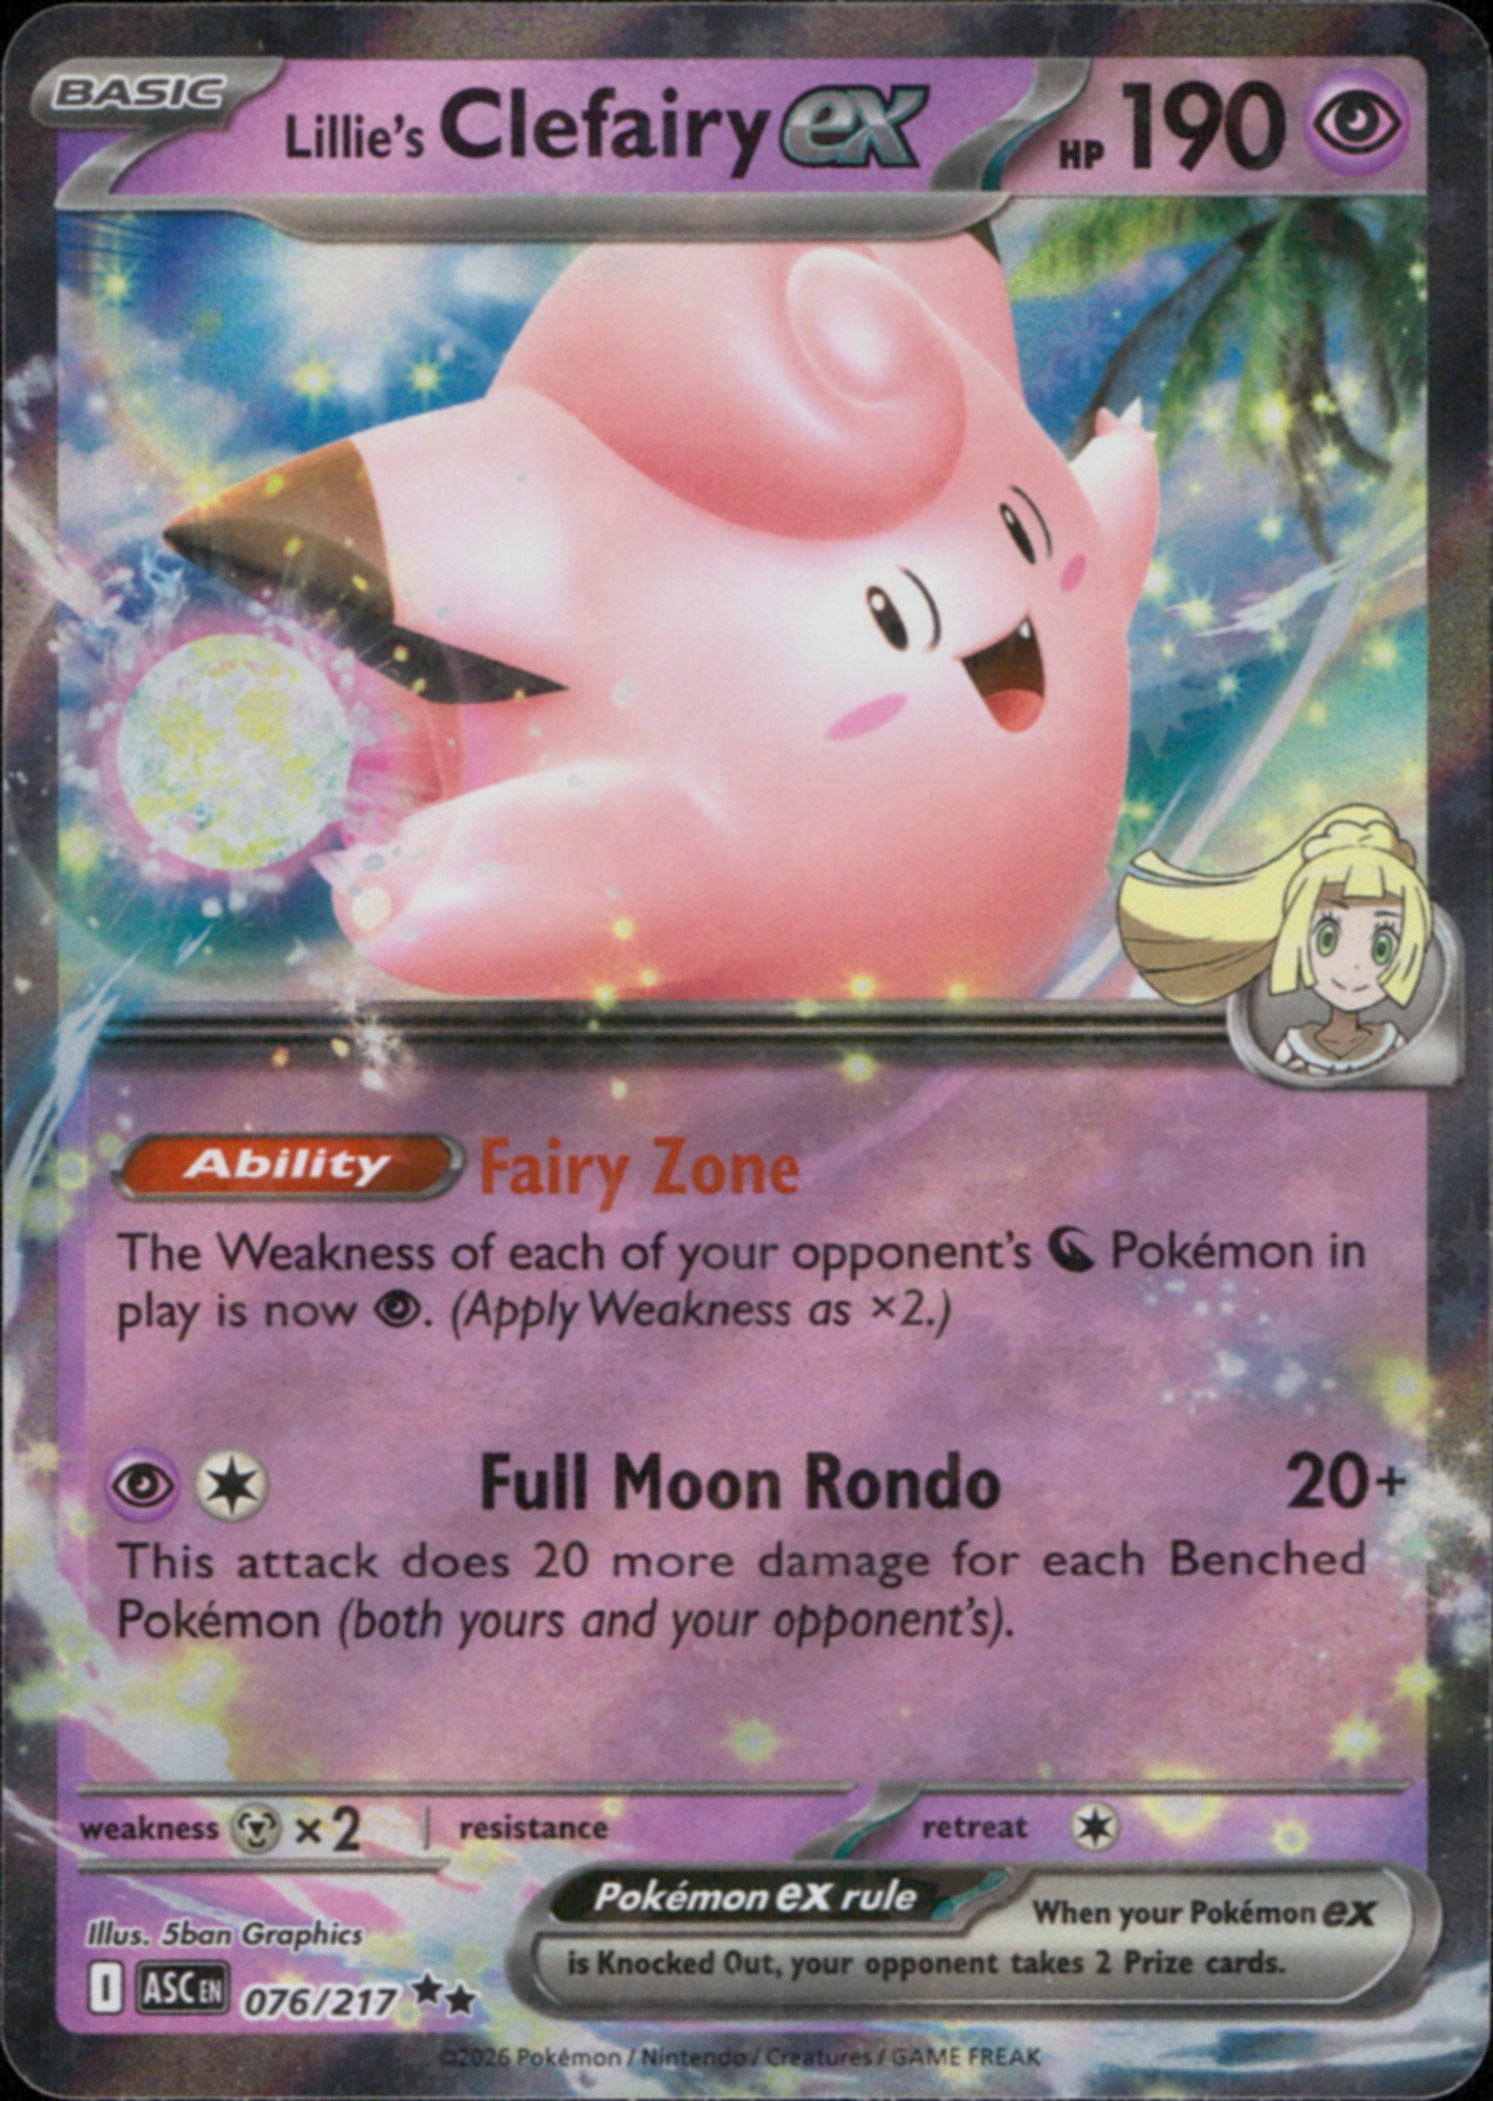 BASIC
Lillie's Clefairy ex HP 190
Ability Fairy Zone
The Weakness of each of your opponent's Pokémon in
play is now . (Apply Weakness as ×2.)
Full Moon Rondo 20+
This attack does 20 more damage for each Benched
Pokémon (both yours and your opponent's).
weakness ×2 resistance retreat
Pokémon ex rule When your Pokémon ex
is Knocked Out, your opponent takes 2 Prize cards.
Illus. 5ban Graphics
I ASC EN 076/217 ★★
©2026 Pokémon / Nintendo / Creatures / GAME FREAK